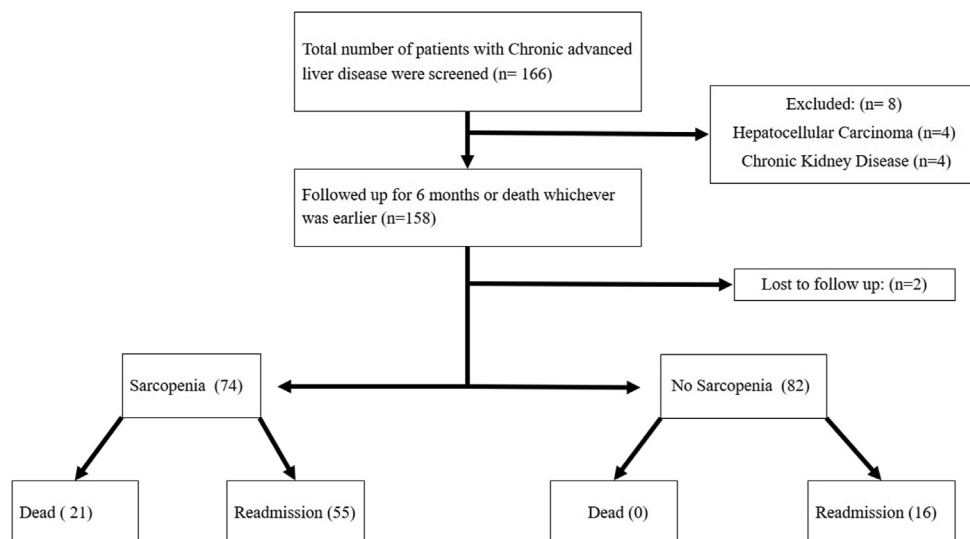 Total number of patients with Chronic advanced
liver disease were screened (n= 166)
Excluded: (n= 8)
Hepatocellular Carcinoma (n=4)
Chronic Kidney Disease (n=4)
Followed up for 6 months or death whichever
was earlier (n=158)
Lost to follow up: (n=2)
Sarcopenia (74)
No Sarcopenia (82)
Dead ( 21)
Readmission (55)
Dead (0)
Readmission (16)